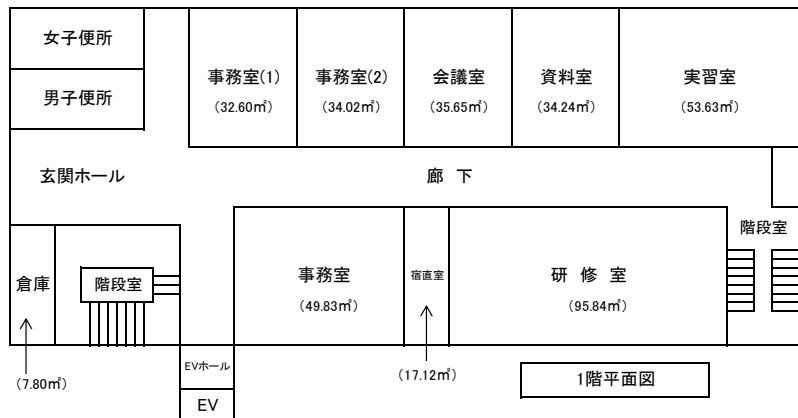 女子便所
男子便所
事務室(1)
(32.60㎡)
事務室(2)
(34.02㎡)
会議室
(35.65㎡)
資料室
(34.24㎡)
実習室
(53.63㎡)
玄関ホール
廊 下
階段室
倉庫
階段室
事務室
(49.83㎡)
宿直室
研 修 室
(95.84㎡)
(7.80㎡)
EVホール
EV
(17.12㎡)
1階平面図